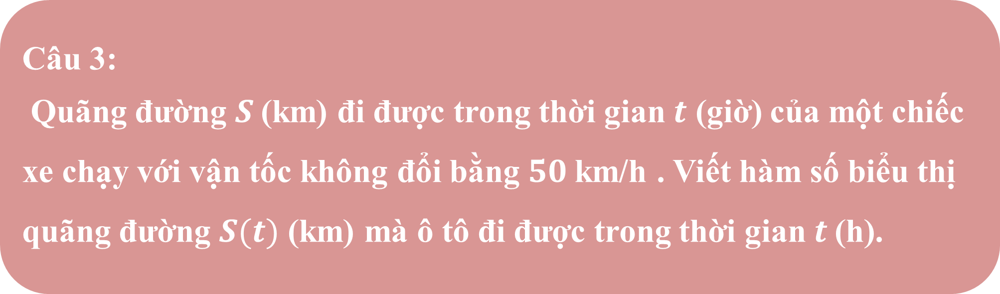 Câu 3:
Quãng đường S (km) đi được trong thời gian t (giờ) của một chiếc
xe chạy với vận tốc không đổi bằng 50 km/h . Viết hàm số biểu thị
quãng đường S(t) (km) mà ô tô đi được trong thời gian t (h).